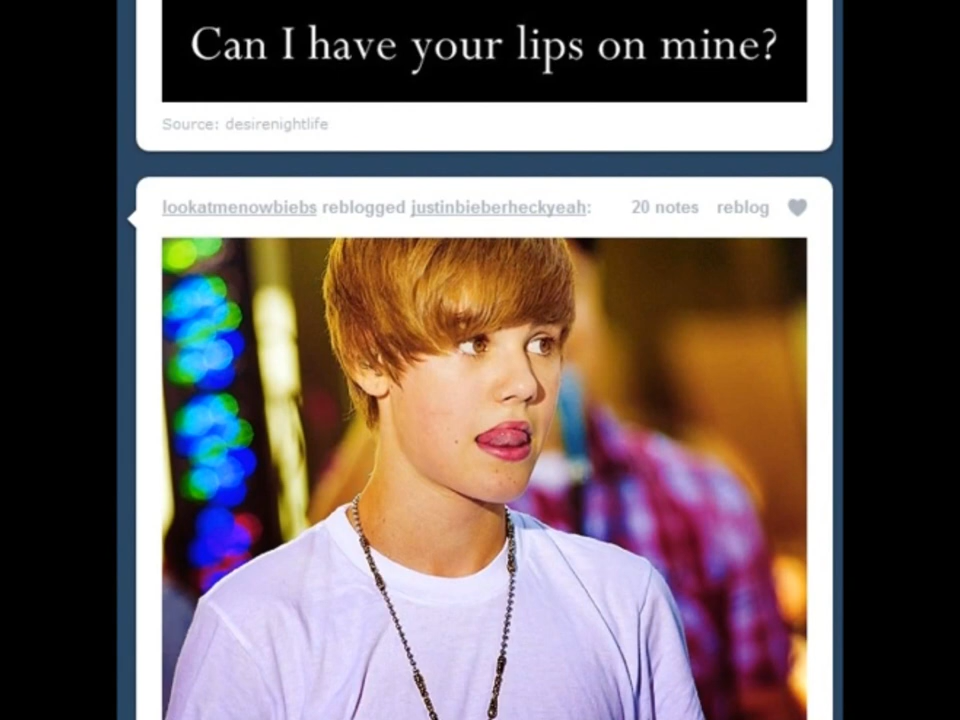 Can I have your lips on mine?
Source: desirenightlife
lookatmenowbiebs reblogged justinbieberheckyeah: 20 notes reblog